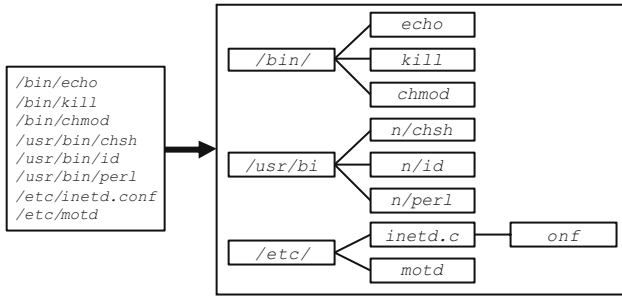 /bin/echo
/bin/kill
/bin/chmod
/usr/bin/chsh
/usr/bin/id
/usr/bin/perl
/etc/inetd.conf
/etc/motd
/bin/
echo
kill
chmod
/usr/bi
n/chsh
n/id
n/perl
/etc/
inetd.c
onf
motd